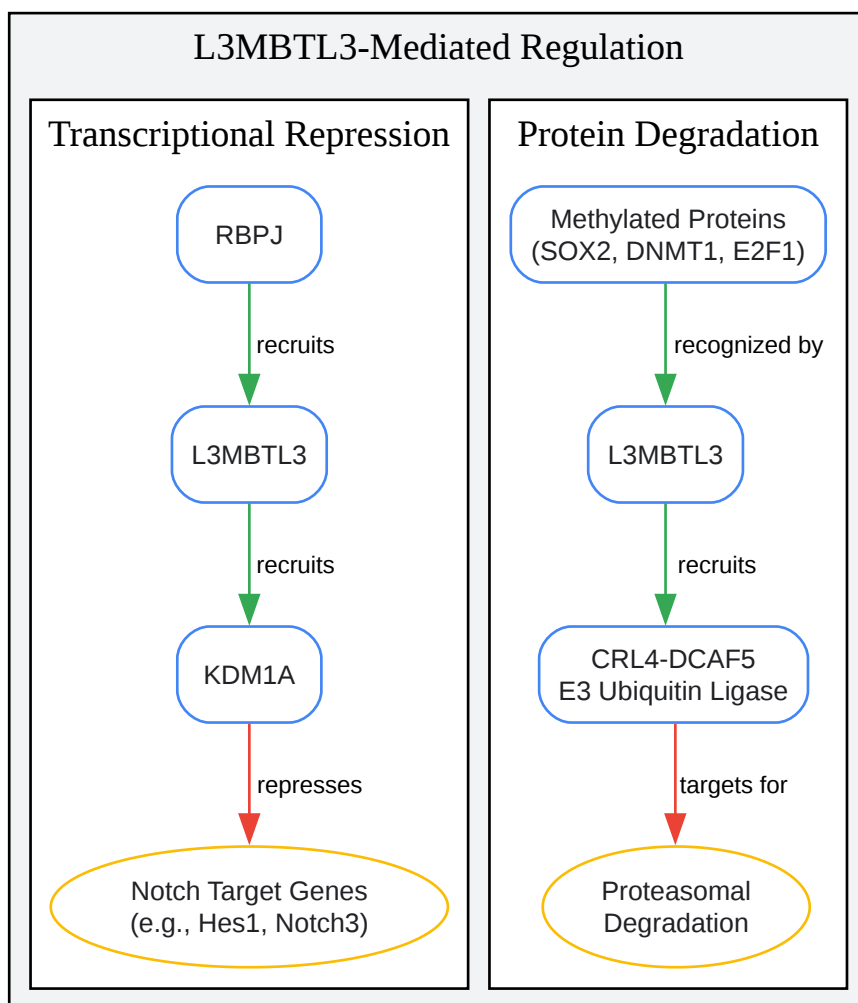 L3MBTL3-Mediated Regulation
Transcriptional Repression
RBPJ
recruits
L3MBTL3
recruits
KDM1A
represses
Notch Target Genes
(e.g., Hes1, Notch3)
Protein Degradation
Methylated Proteins
(SOX2, DNMT1, E2F1)
recognized by
L3MBTL3
recruits
CRL4-DCAF5
E3 Ubiquitin Ligase
targets for
Proteasomal
Degradation